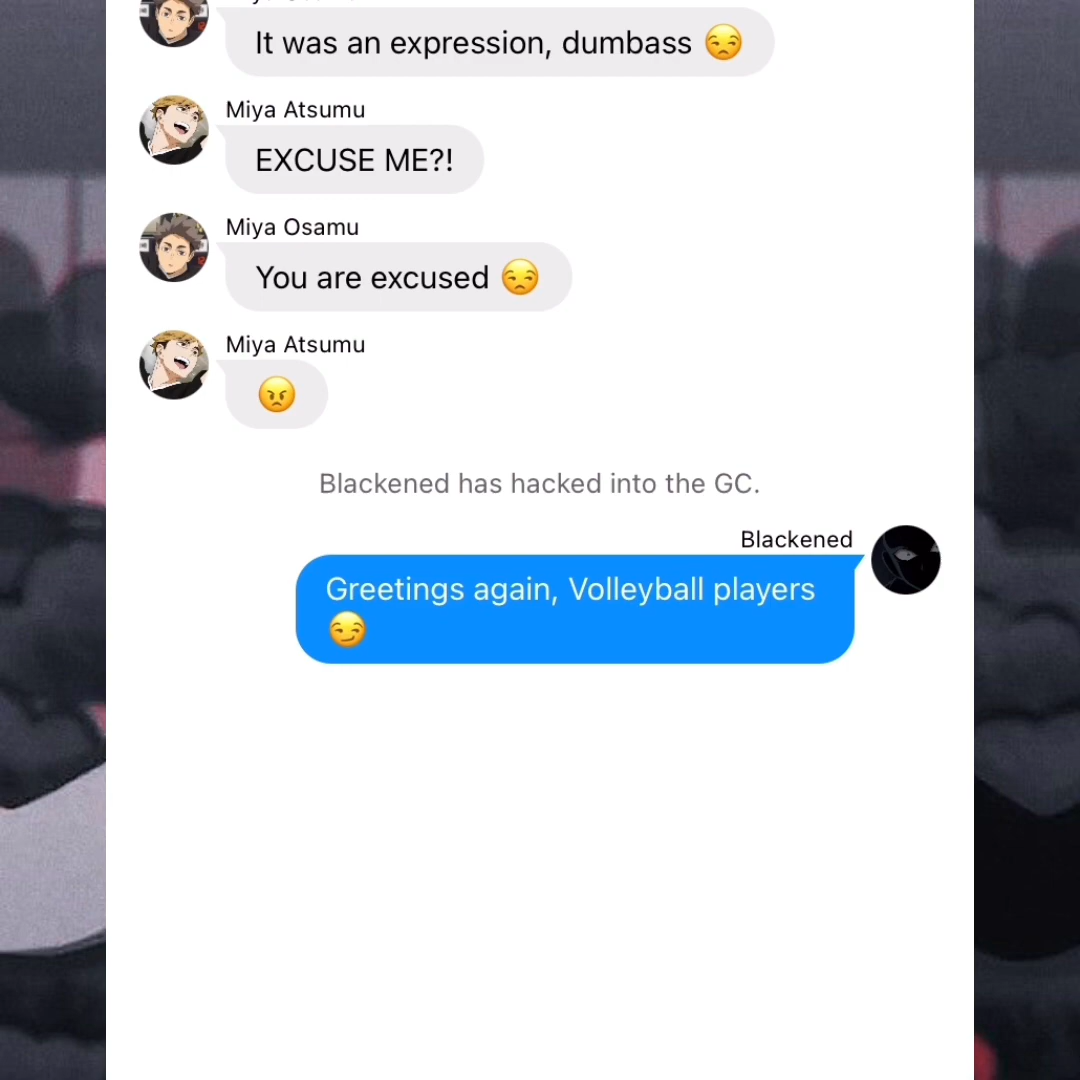 It was an expression, dumbass 😒
Miya Atsumu
EXCUSE ME?!
Miya Osamu
You are excused 😒
Miya Atsumu
😠
Blackened has hacked into the GC.
Blackened
Greetings again, Volleyball players
😏